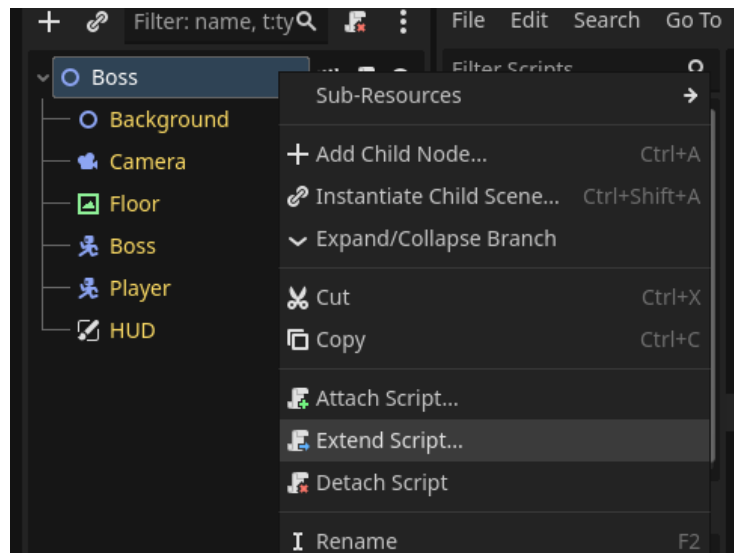 Filter: name, t:ty
File Edit Search Go To
Filter Scripts
Boss
Background
Camera
Floor
Boss
Player
HUD
Sub-Resources
Add Child Node... Ctrl+A
Instantiate Child Scene... Ctrl+Shift+A
Expand/Collapse Branch
Cut Ctrl+X
Copy Ctrl+C
Attach Script...
Extend Script...
Detach Script
Rename F2